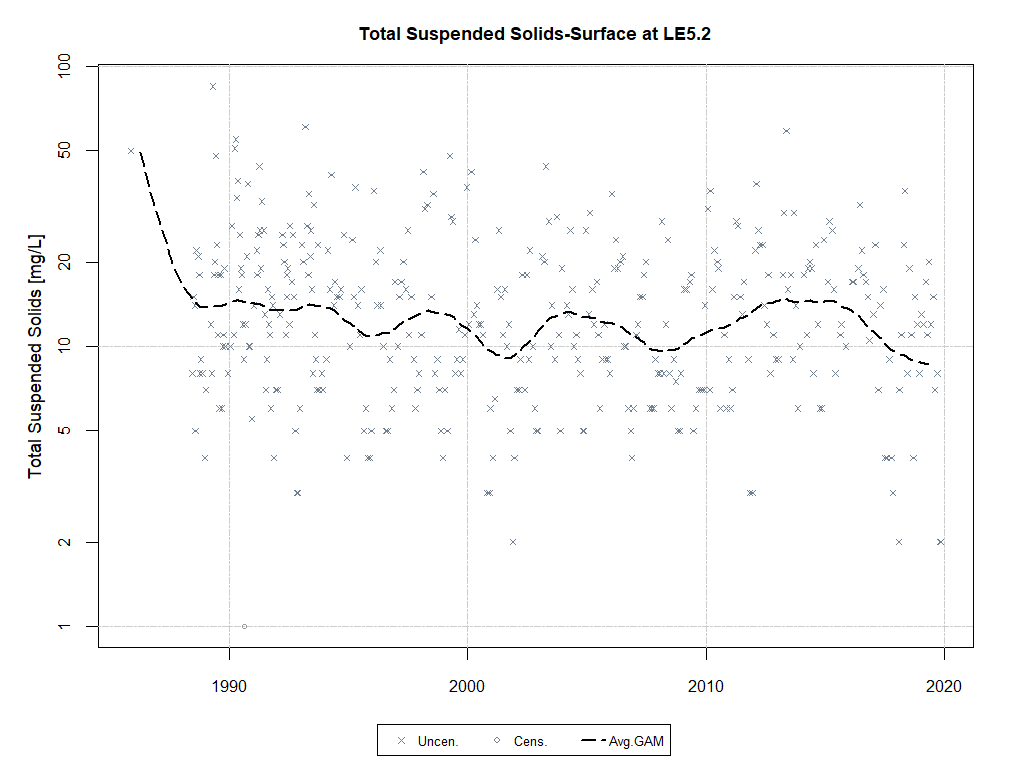 Total Suspended Solids-Surface at LE5.2
Total Suspended Solids [mg/L]
100
50
20
10
5
2
1
1990 2000 2010 2020
Uncen. Cens. Avg.GAM